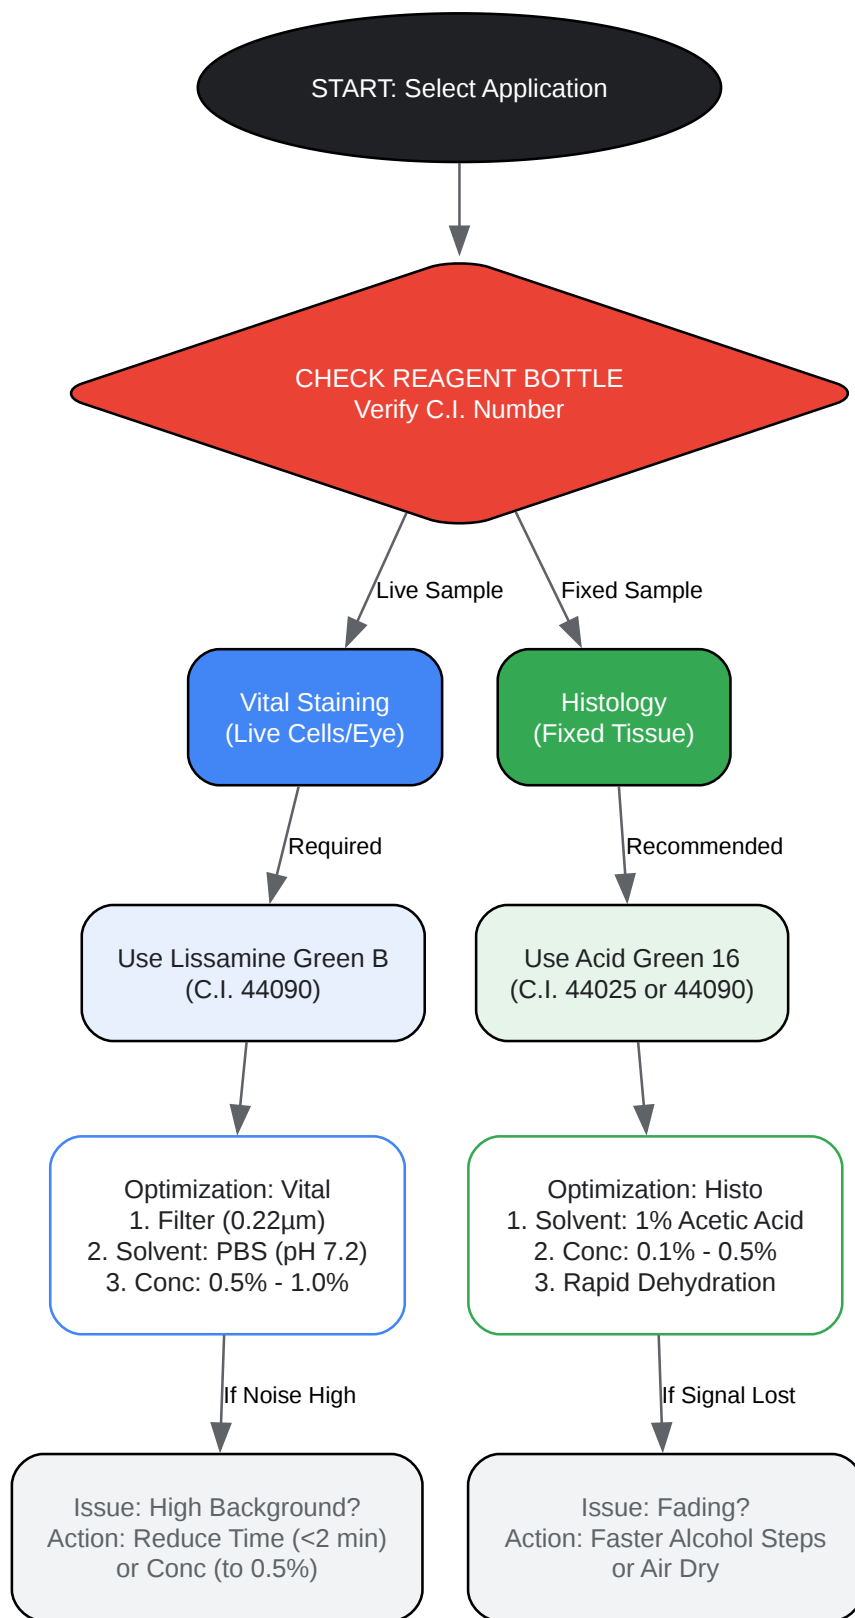 START: Select Application
CHECK REAGENT BOTTLE
Verify C.I. Number
Live Sample
Fixed Sample
Vital Staining
(Live Cells/Eye)
Histology
(Fixed Tissue)
Required
Recommended
Use Lissamine Green B
(C.I. 44090)
Use Acid Green 16
(C.I. 44025 or 44090)
Optimization: Vital
1. Filter (0.22µm)
2. Solvent: PBS (pH 7.2)
3. Conc: 0.5% - 1.0%
Optimization: Histo
1. Solvent: 1% Acetic Acid
2. Conc: 0.1% - 0.5%
3. Rapid Dehydration
If Noise High
If Signal Lost
Issue: High Background?
Action: Reduce Time (<2 min)
or Conc (to 0.5%)
Issue: Fading?
Action: Faster Alcohol Steps
or Air Dry